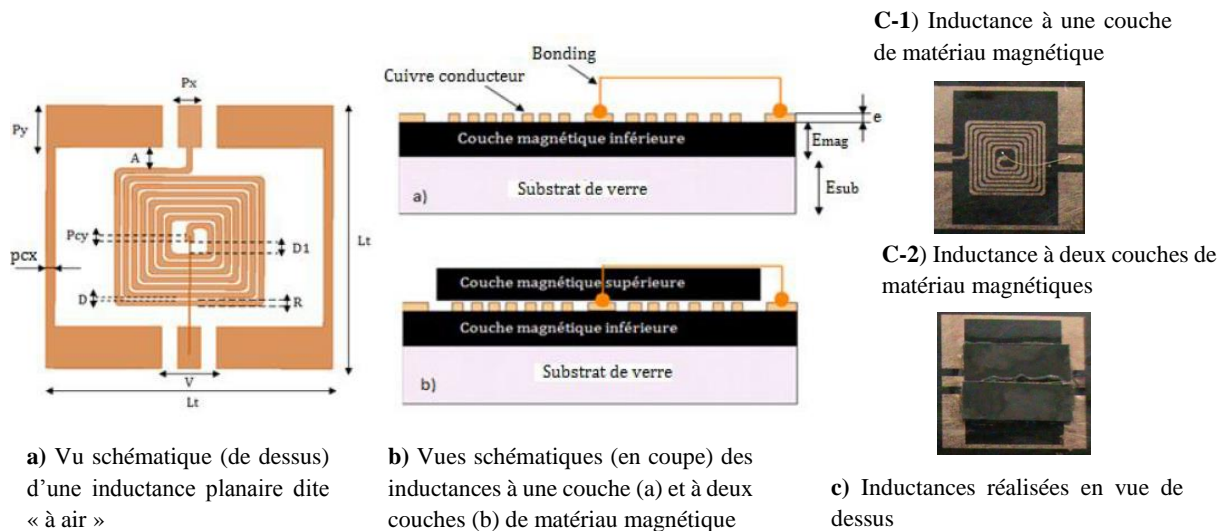 Px
Py
A
Pcy
D1
pcx
Lt
D
R
V
Lt
a) Vu schématique (de dessus)
d’une inductance planaire dite
« à air »
Bonding
Cuivre conducteur
e
Couche magnétique inférieure
Emag
Substrat de verre
Esub
a)
Couche magnétique supérieure
Couche magnétique inférieure
Substrat de verre
b)
b) Vues schématiques (en coupe) des
inductances à une couche (a) et à deux
couches (b) de matériau magnétique
C-1) Inductance à une couche
de matériau magnétique
C-2) Inductance à deux couches de
matériau magnétiques
c) Inductances réalisées en vue de
dessus